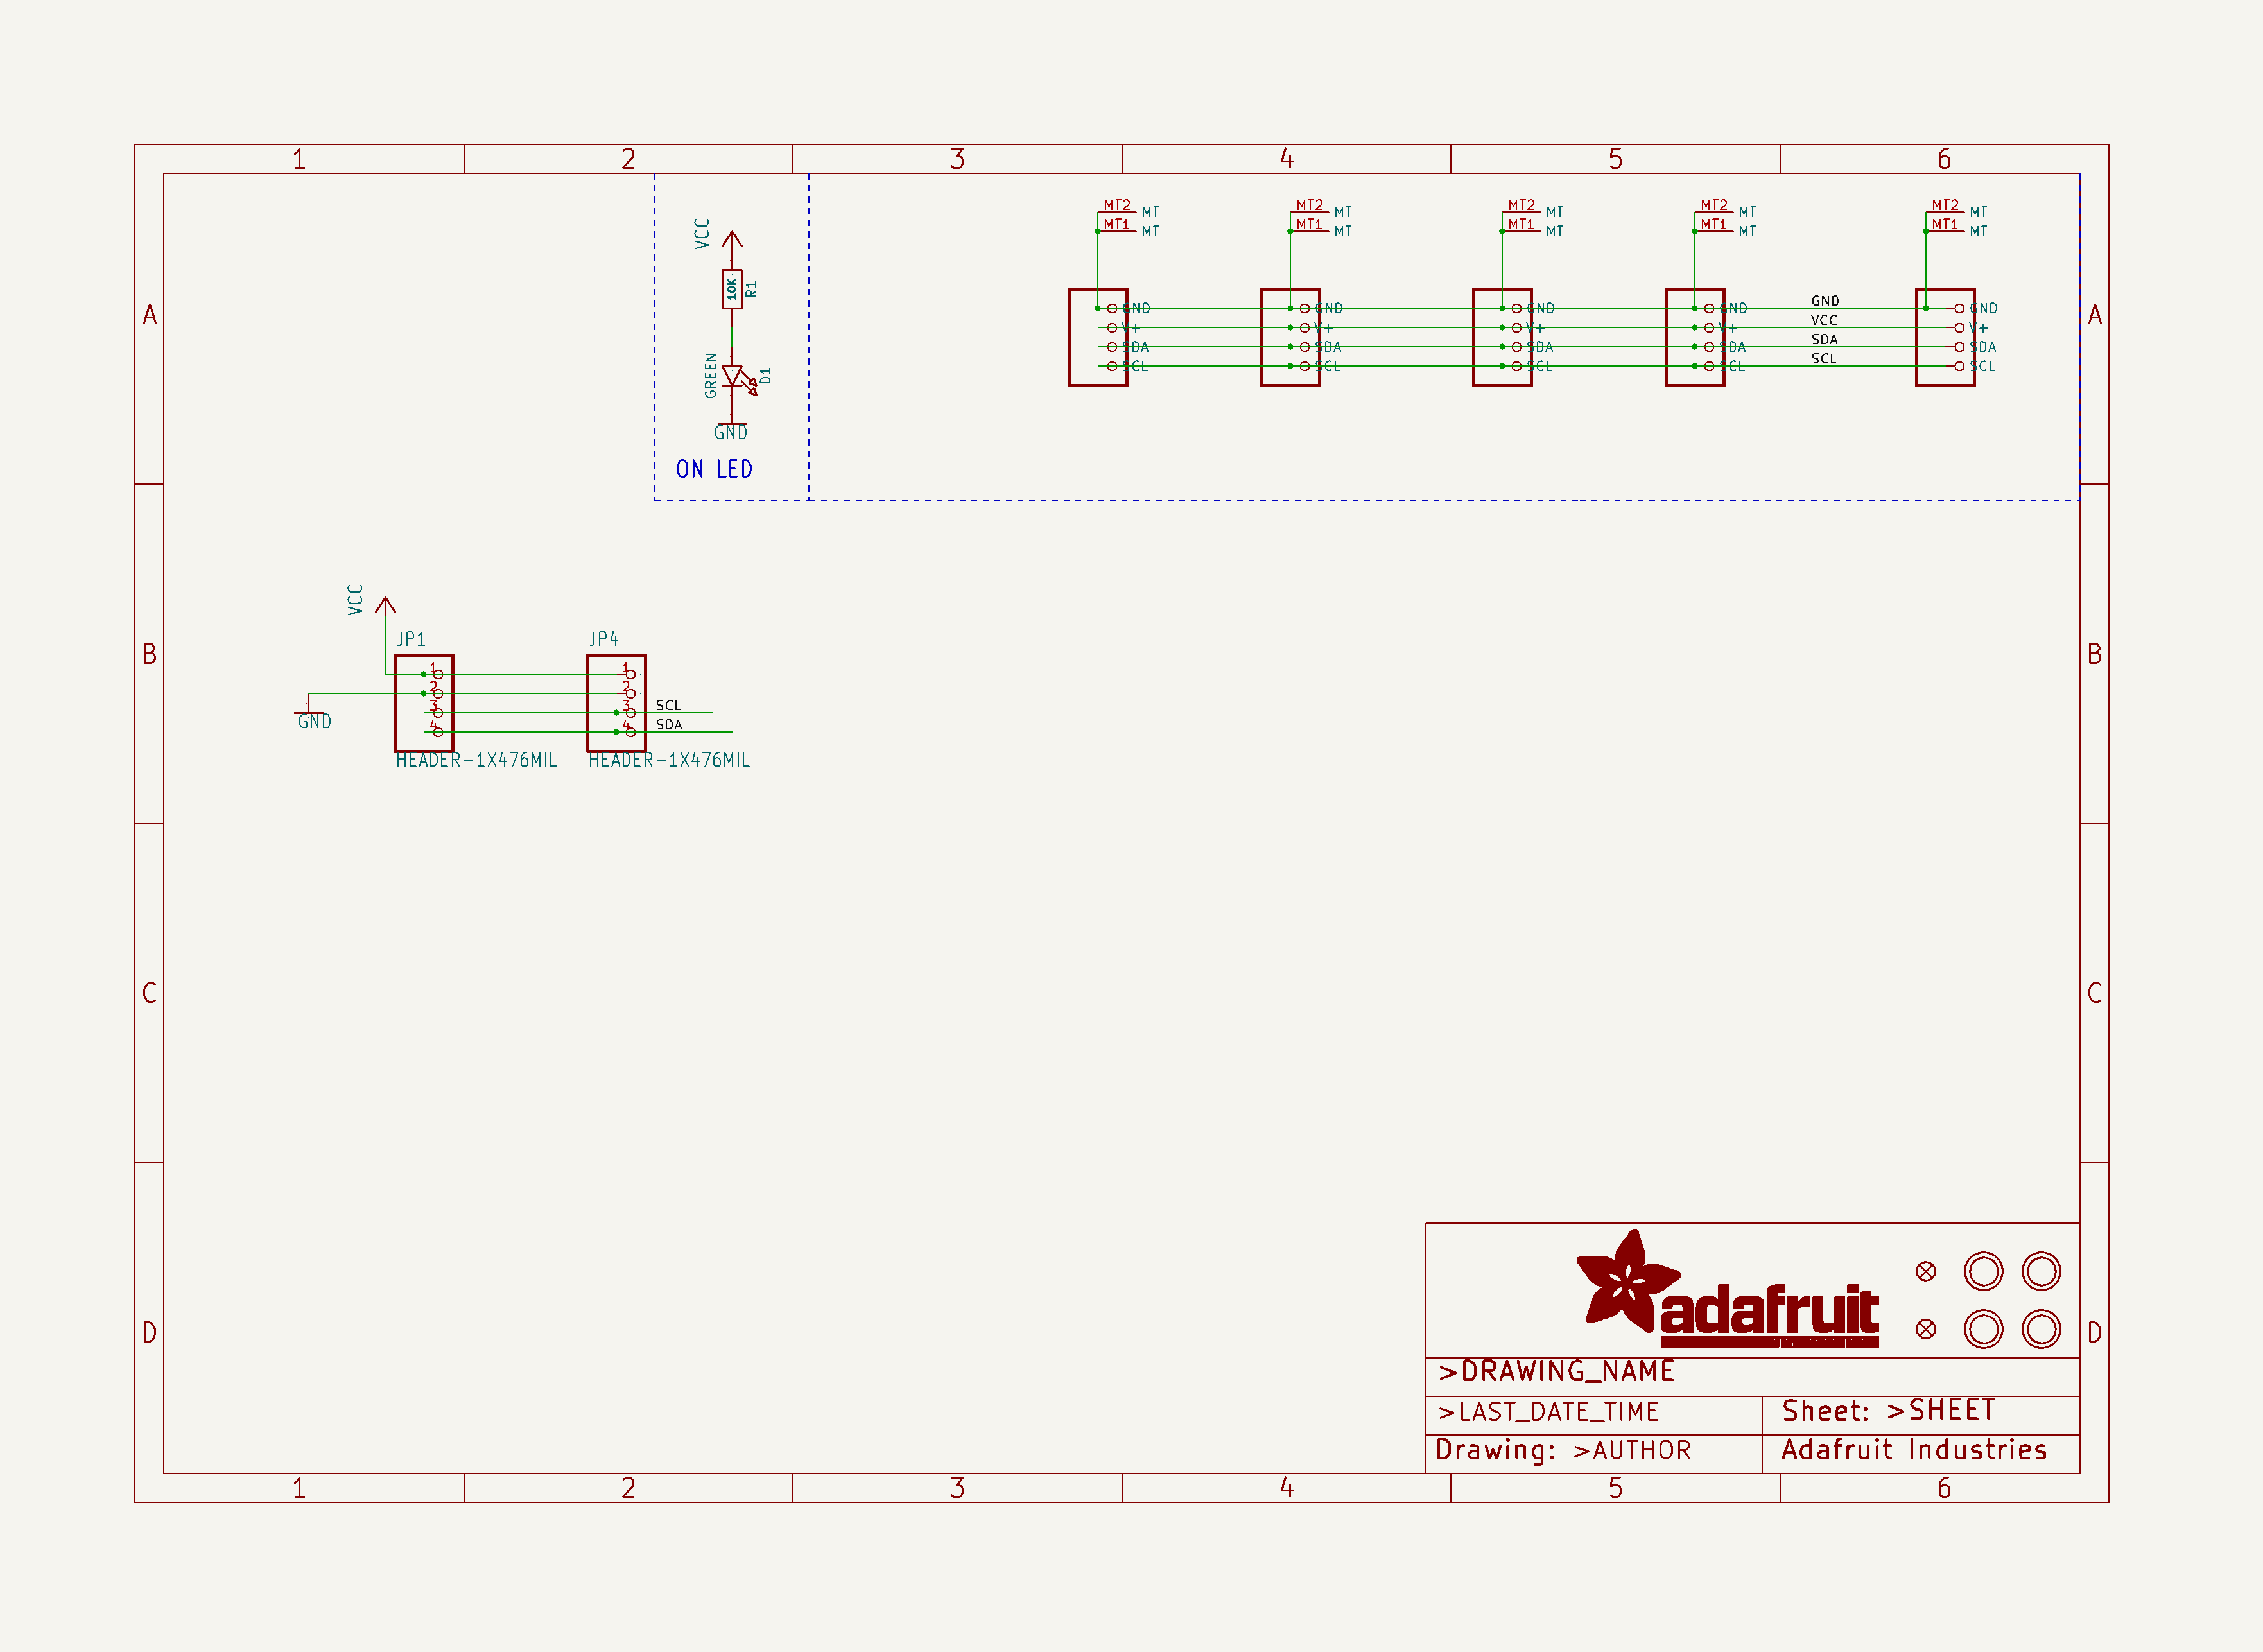 1 2 3 4 5 6
A A
B B
C C
D D
VCC
10K
R1
GREEN
D1
GND
ON LED
MT2 MT
MT1 MT
GND
V+
SDA
SCL
MT2 MT
MT1 MT
GND
V+
SDA
SCL
MT2 MT
MT1 MT
GND
V+
SDA
SCL
MT2 MT
MT1 MT
GND
V+
SDA
SCL
GND
VCC
SDA
SCL
MT2 MT
MT1 MT
GND
V+
SDA
SCL
VCC
GND
JP1
1
2
3
4
HEADER-1X476MIL
JP4
1
2
3
4
HEADER-1X476MIL
SCL
SDA
adafruit
>DRAWING_NAME
>LAST_DATE_TIME
Sheet: >SHEET
Drawing: >AUTHOR
Adafruit Industries
1 2 3 4 5 6